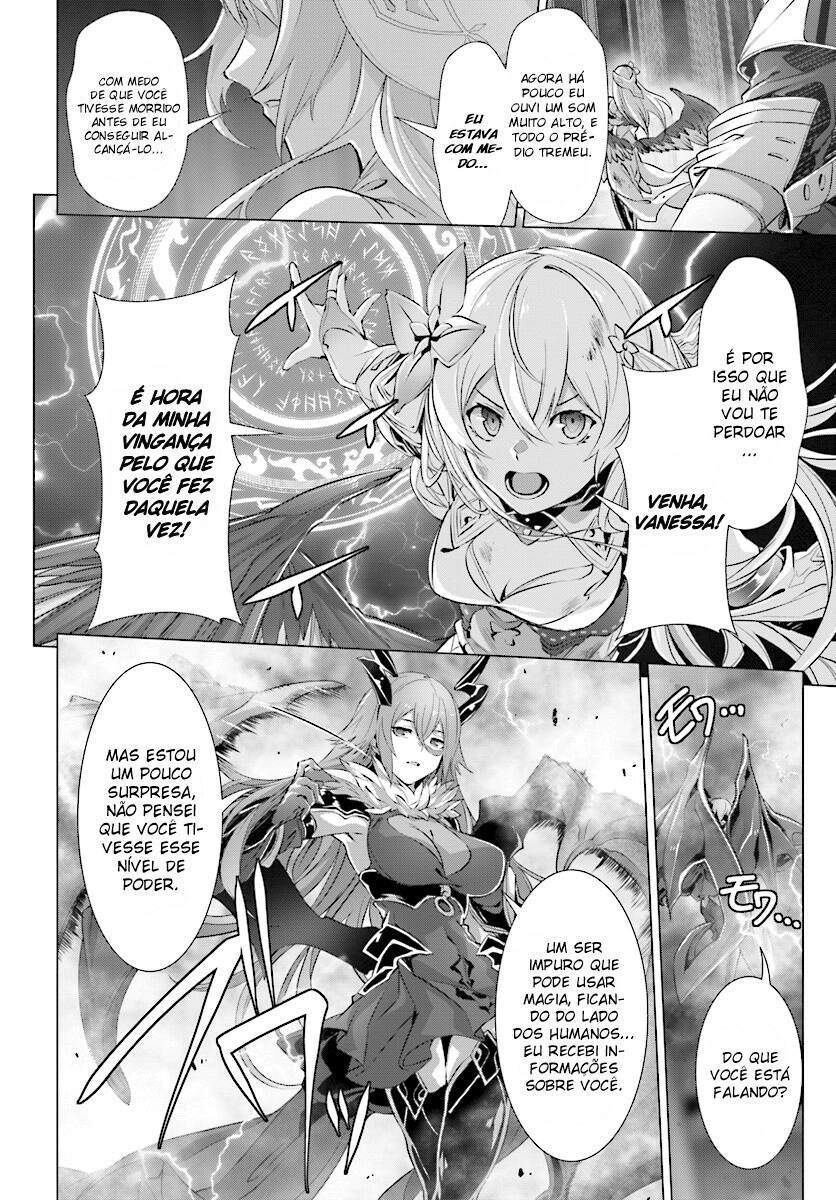 AGORA HÁ
POUCO EU
OUVI UM SOM
MUITO ALTO, E
TODO O PRÉ-
DIO TREMEU.
EU
ESTAVA
COM ME-
DO...
COM MEDO
DE QUE VOCÊ
TIVESSE MORRIDO
ANTES DE EU
CONSEGUIR AL-
CANÇÁ-LO...
É POR
ISSO QUE
EU NÃO
VOU TE
PERDOAR
...
VENHA,
VANESSA!
É HORA
DA MINHA
VINGANÇA
PELO QUE
VOCÊ FEZ
DAQUELA
VEZ!
モワ...
モワ...
DO QUE
VOCÊ ESTÁ
FALANDO?
UM SER
IMPURO QUE
PODE USAR
MAGIA, FICAN-
DO DO LADO
DOS HUMANOS...
EU RECEBI IN-
FORMAÇÕES
SOBRE VOCÊ.
MAS ESTOU
UM POUCO
SURPRESA,
NÃO PENSEI
QUE VOCÊ TI-
VESSE ESSE
NÍVEL DE
PODER.